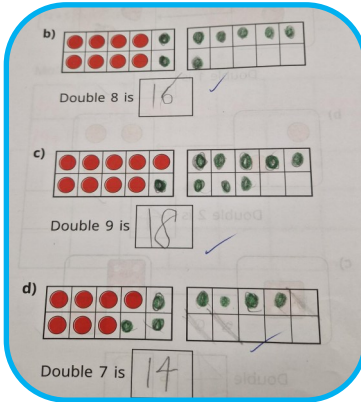 b)
Double 8 is 16
c)
Double 9 is 18
d)
Double 7 is 14